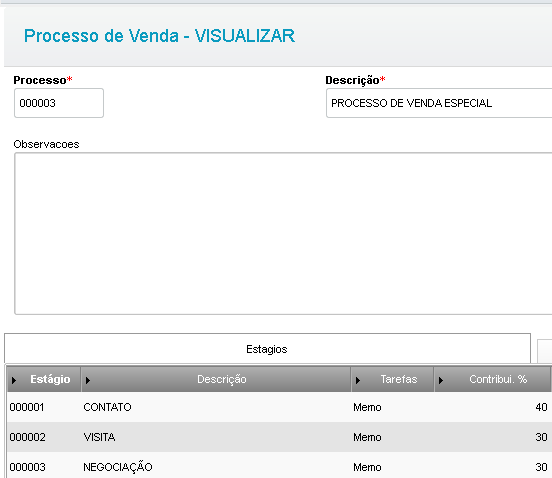 Processo de Venda - VISUALIZAR
Processo* Descrição*
000003 PROCESSO DE VENDA ESPECIAL
Observacoes
Estagios
Estágio Descrição Tarefas Contribui. %
000001 CONTATO Memo 40
000002 VISITA Memo 30
000003 NEGOCIAÇÃO Memo 30